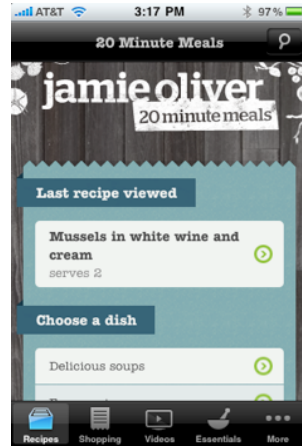 AT&T 3:17 PM 97%
20 Minute Meals
jamie oliver
20 minute meals
Last recipe viewed
Mussels in white wine and
cream
serves 2
Choose a dish
Delicious soups
Recipes Shopping Videos Essentials More